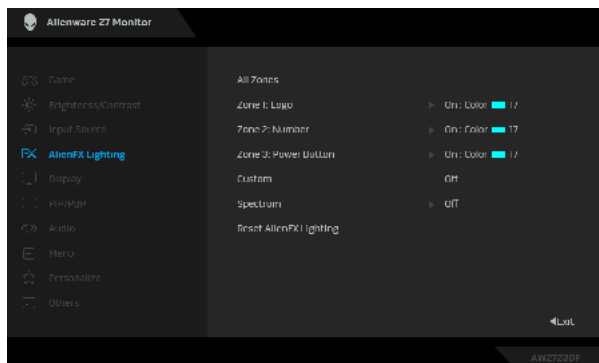 Alienware 27 Monitor
Game
Brightness/Contrast
Input Source
AlienFX Lighting
Display
PIP/PBP
Audio
Menu
Personalize
Others
All Zones
Zone 1: Logo On: Color 17
Zone 2: Number On: Color 17
Zone 3: Power Button On: Color 17
Custom Off
Spectrum Off
Reset AlienFX Lighting
Exit
AW2723DF